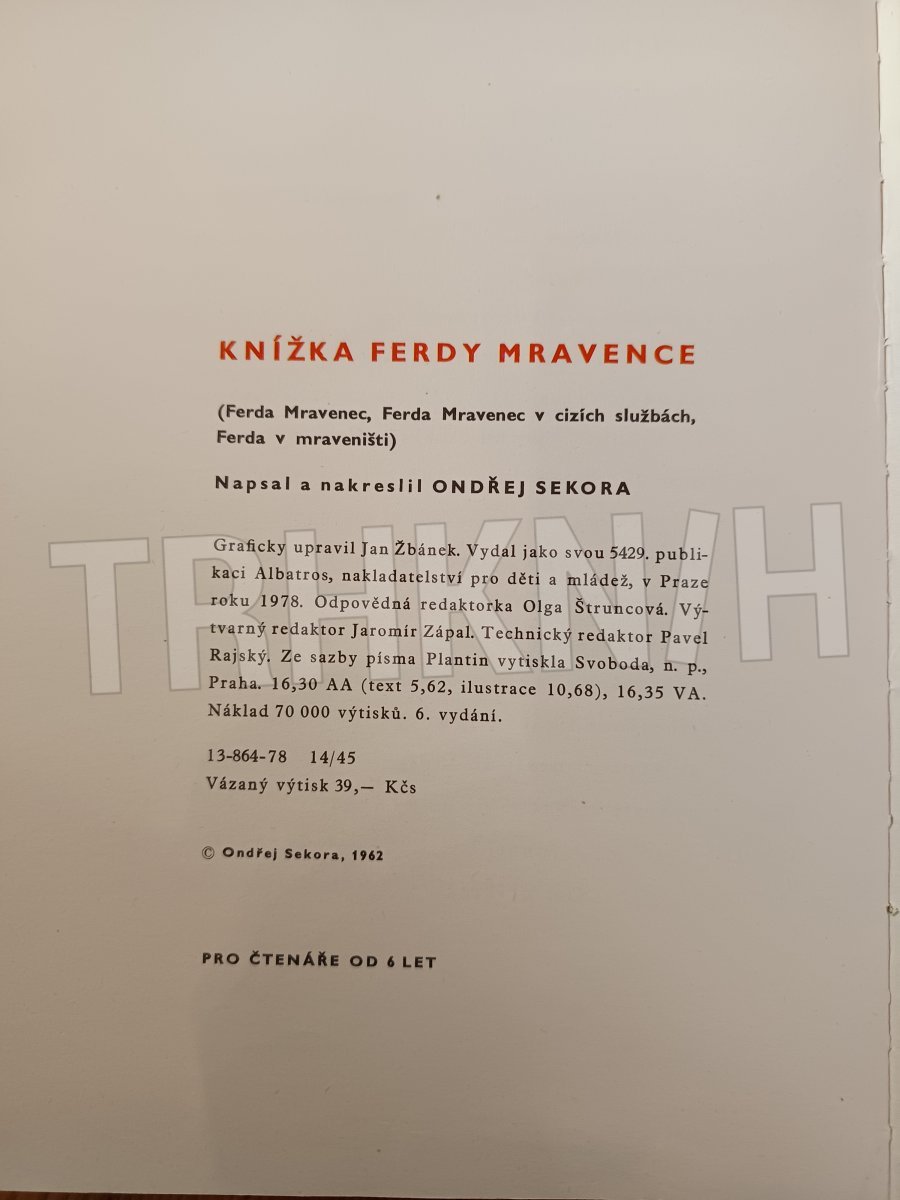 KNÍŽKA FERDY MRAVENCE
(Ferda Mravenec, Ferda Mravenec v cizích službách,
Ferda v mraveništi)
Napsal a nakreslil ONDŘEJ SEKORA
Graficky upravil Jan Žbánek. Vydal jako svou 5429. publi-
kaci Albatros, nakladatelství pro děti a mládež, v Praze
roku 1978. Odpovědná redaktorka Olga Štruncová. Vý-
tvarný redaktor Jaromír Zápal. Technický redaktor Pavel
Rajský. Ze sazby písma Plantin vytiskla Svoboda, n. p.,
Praha. 16,30 AA (text 5,62, ilustrace 10,68), 16,35 VA.
Náklad 70 000 výtisků. 6. vydání.
13-864-78 14/45
Vázaný výtisk 39,— Kčs
© Ondřej Sekora, 1962
PRO ČTENÁŘE OD 6 LET